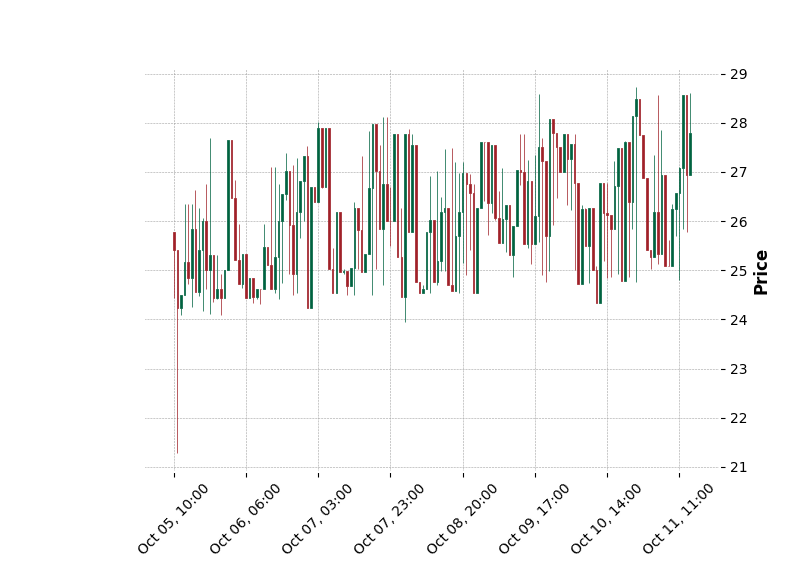 29
28
27
26
25
24
23
22
21
Price
Oct 05, 10:00
Oct 06, 06:00
Oct 07, 03:00
Oct 07, 23:00
Oct 08, 20:00
Oct 09, 17:00
Oct 10, 14:00
Oct 11, 11:00